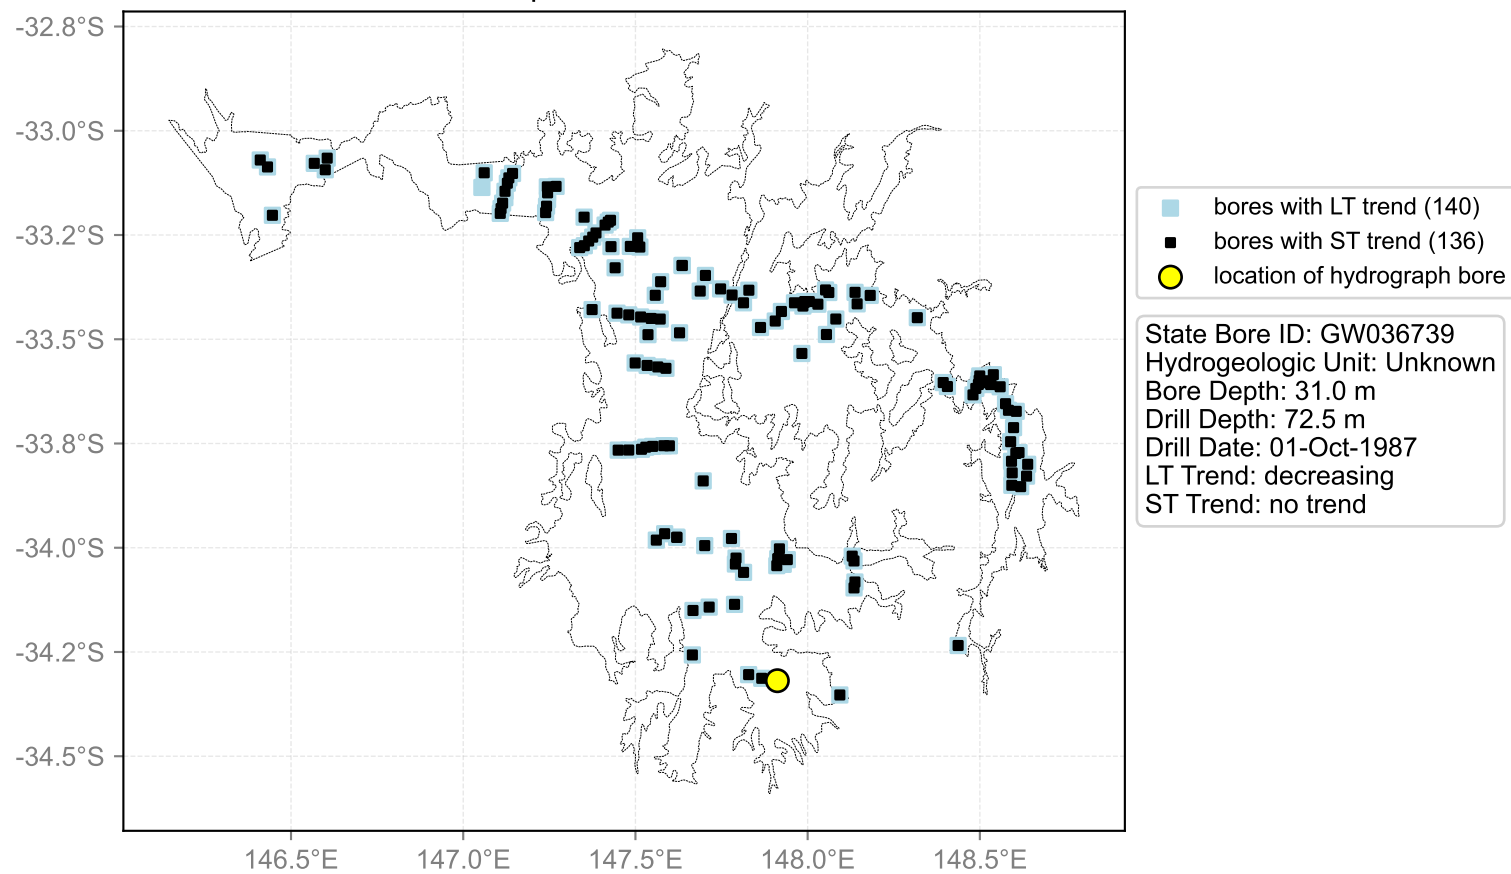 -32.8°S
-33.0°S
-33.2°S
-33.5°S
-33.8°S
-34.0°S
-34.2°S
-34.5°S
146.5°E 147.0°E 147.5°E 148.0°E 148.5°E
bores with LT trend (140)
bores with ST trend (136)
location of hydrograph bore
State Bore ID: GW036739
Hydrogeologic Unit: Unknown
Bore Depth: 31.0 m
Drill Depth: 72.5 m
Drill Date: 01-Oct-1987
LT Trend: decreasing
ST Trend: no trend